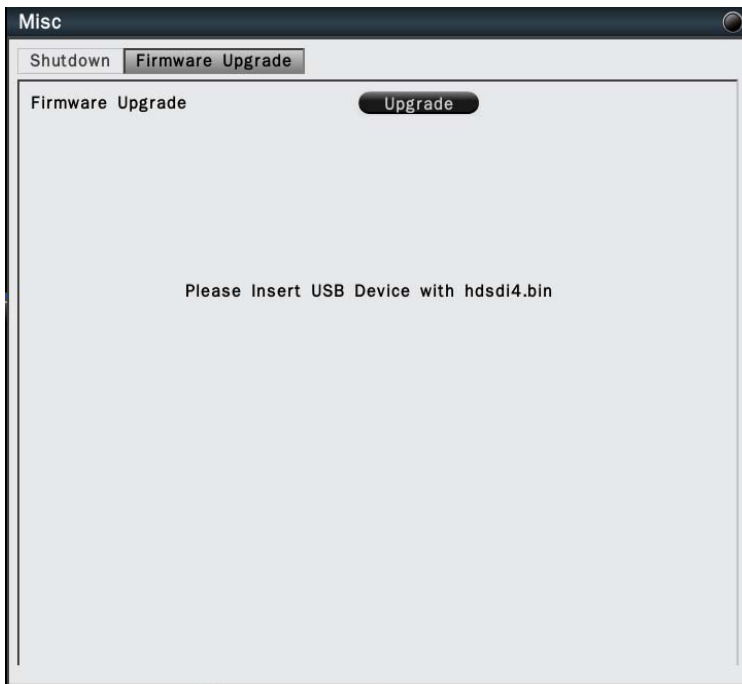 Misc
Shutdown Firmware Upgrade
Firmware Upgrade Upgrade
Please Insert USB Device with hdsdi4.bin